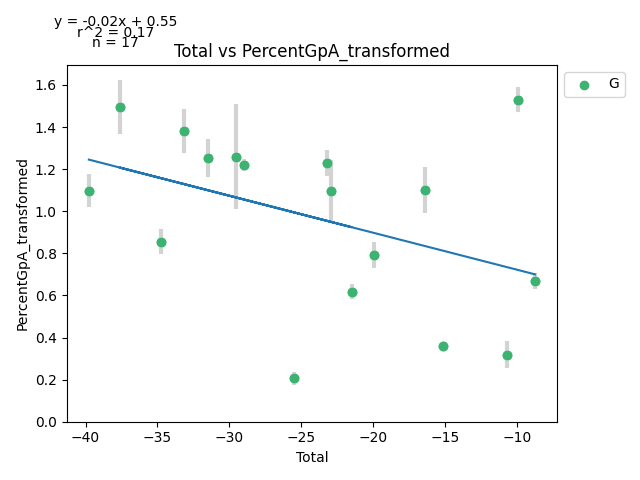 y = -0.02x + 0.55
r^2 = 0.17
n = 17
Total vs PercentGpA_transformed
G
PercentGpA_transformed
1.6
1.4
1.2
1.0
0.8
0.6
0.4
0.2
0.0
−40 −35 −30 −25 −20 −15 −10
Total